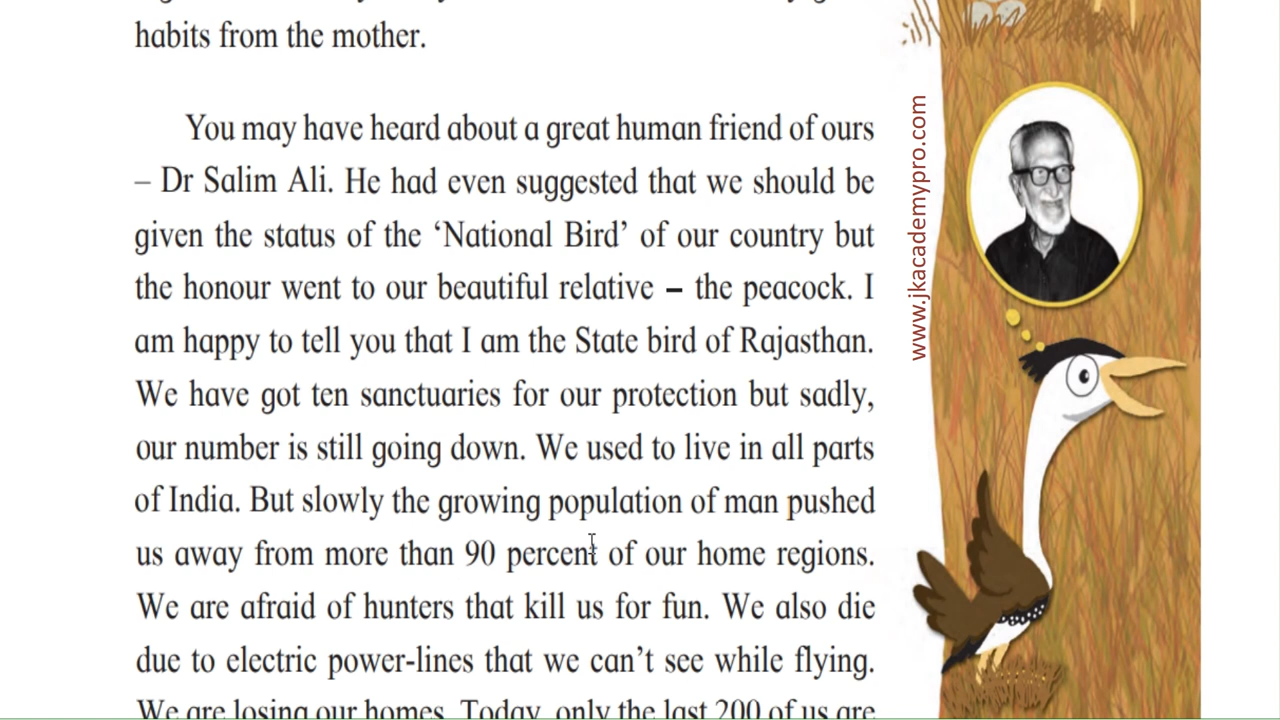 habits from the mother.
You may have heard about a great human friend of ours
– Dr Salim Ali. He had even suggested that we should be
given the status of the ‘National Bird’ of our country but
the honour went to our beautiful relative – the peacock. I
am happy to tell you that I am the State bird of Rajasthan.
We have got ten sanctuaries for our protection but sadly,
our number is still going down. We used to live in all parts
of India. But slowly the growing population of man pushed
us away from more than 90 percent of our home regions.
We are afraid of hunters that kill us for fun. We also die
due to electric power-lines that we can’t see while flying.
We are losing our homes. Today, only the last 200 of us are
www.jkacademypro.com